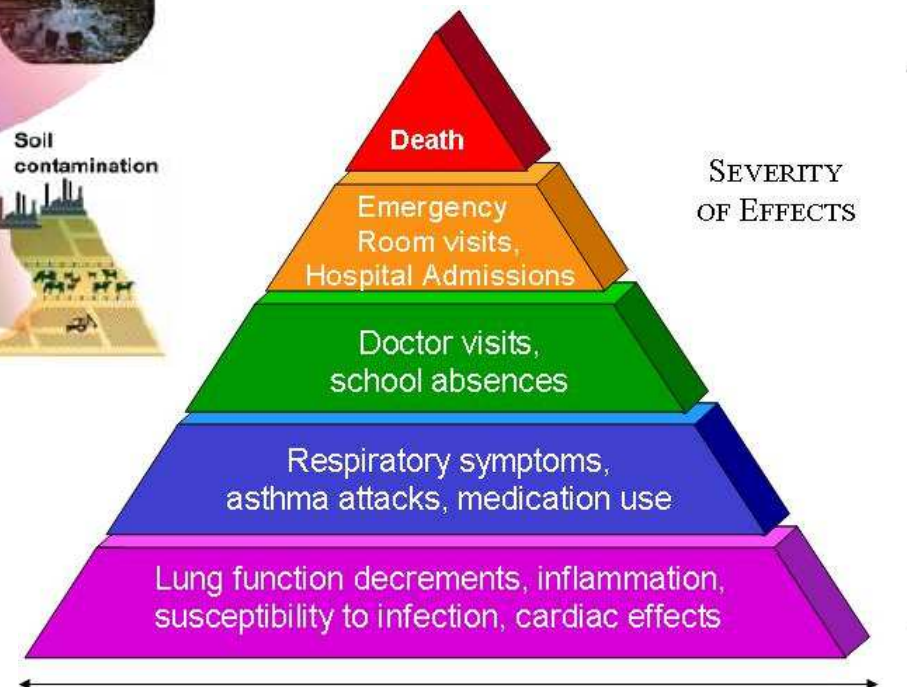 Soil
contamination
Death
SEVERITY
OF EFFECTS
Emergency
Room visits,
Hospital Admissions
Doctor visits,
school absences
Respiratory symptoms,
asthma attacks, medication use
Lung function decrements, inflammation,
susceptibility to infection, cardiac effects